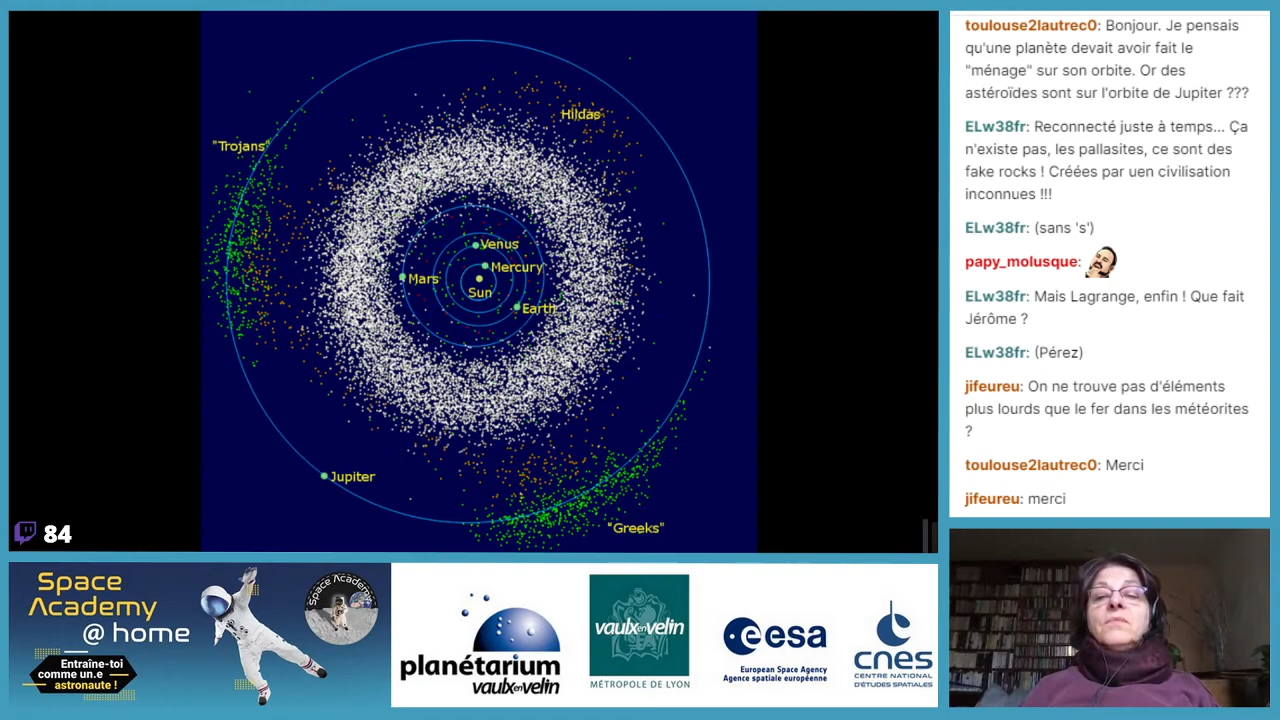 Hildas
"Trojans"
Venus
Mercury
Mars
Sun
Earth
Jupiter
"Greeks"
84
toulouse2lautrec0: Bonjour. Je pensais
qu'une planète devait avoir fait le
"ménage" sur son orbite. Or des
astéroïdes sont sur l'orbite de Jupiter ???
ELw38fr: Reconnecté juste à temps... Ça
n'existe pas, les pallasites, ce sont des
fake rocks ! Créées par uen civilisation
inconnues !!!
ELw38fr: (sans 's')
papy_molusque:
ELw38fr: Mais Lagrange, enfin ! Que fait
Jérôme ?
ELw38fr: (Pérez)
jifeureu: On ne trouve pas d'éléments
plus lourds que le fer dans les météorites
?
toulouse2lautrec0: Merci
jifeureu: merci
Space
Academy
@ home
Entraîne-toi
comme un.e
astronaute !
Space Academy
planétarium
vaulx en velin
vaulx en velin
MÉTROPOLE DE LYON
esa
European Space Agency
Agence spatiale européenne
cnes
CENTRE NATIONAL
D'ÉTUDES SPATIALES